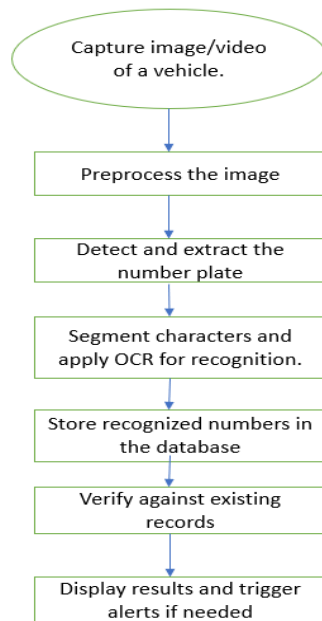 Capture image/video
of a vehicle.
Preprocess the image
Detect and extract the
number plate
Segment characters and
apply OCR for recognition.
Store recognized numbers in
the database
Verify against existing
records
Display results and trigger
alerts if needed